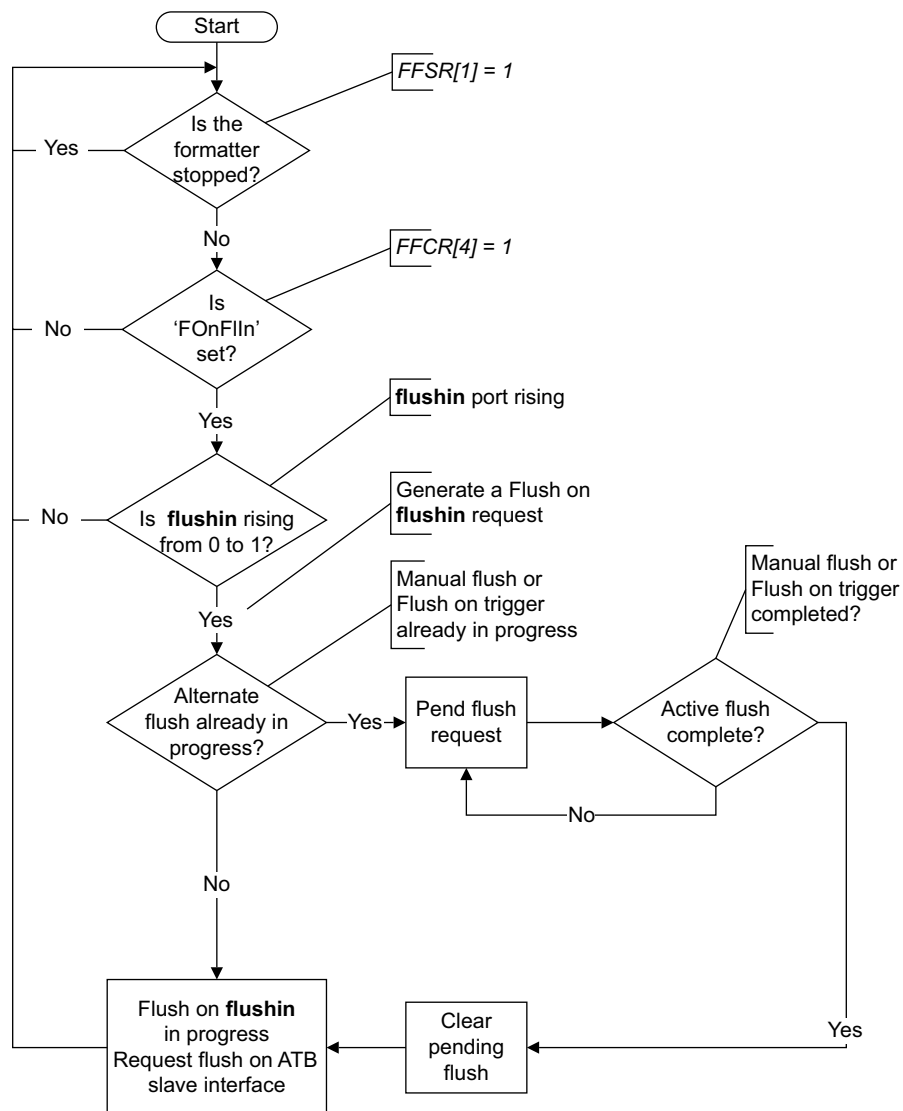 Start
FFSR[1] = 1
Is the
formatter
stopped?
Yes
No
FFCR[4] = 1
Is
‘FOnFlIn’
set?
No
Yes
flushin port rising
Is flushin rising
from 0 to 1?
No
Generate a Flush on
flushin request
Yes
Manual flush or
Flush on trigger
already in progress
Manual flush or
Flush on trigger
completed?
Alternate
flush already in
progress?
Yes
Pend flush
request
Active flush
complete?
No
No
Yes
Flush on flushin
in progress
Request flush on ATB
slave interface
Clear
pending
flush